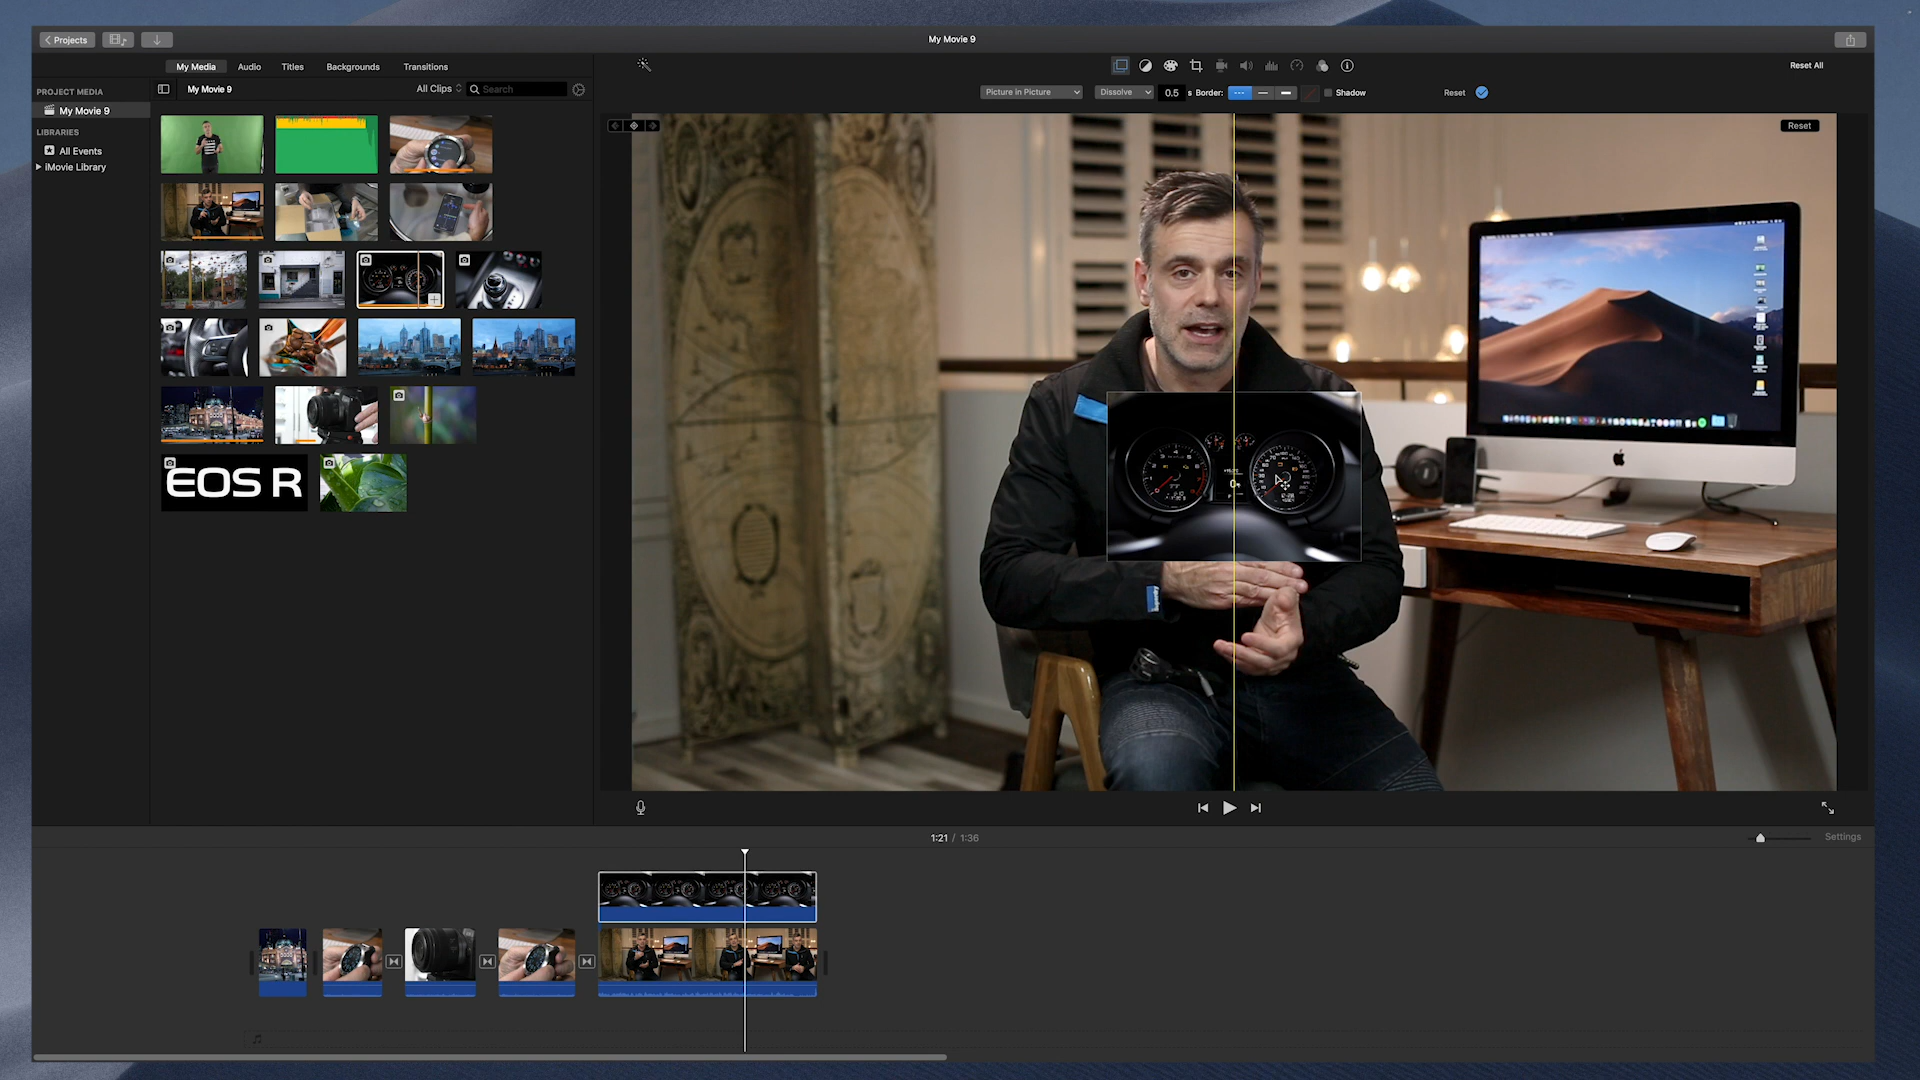 Projects
My Movie 9
My Media Audio Titles Backgrounds Transitions
Reset All
PROJECT MEDIA
My Movie 9
LIBRARIES
All Events
iMovie Library
My Movie 9 All Clips Search
Picture in Picture Dissolve 0.5 s Border: Shadow Reset
Reset
EOS R
1:21 / 1:36 Settings